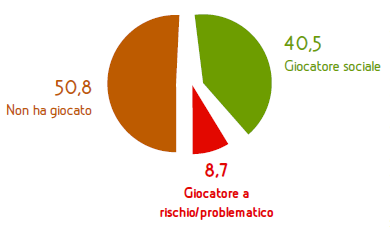 40,5
Giocatore sociale
50,8
Non ha giocato
8,7
Giocatore a
rischio/problematico